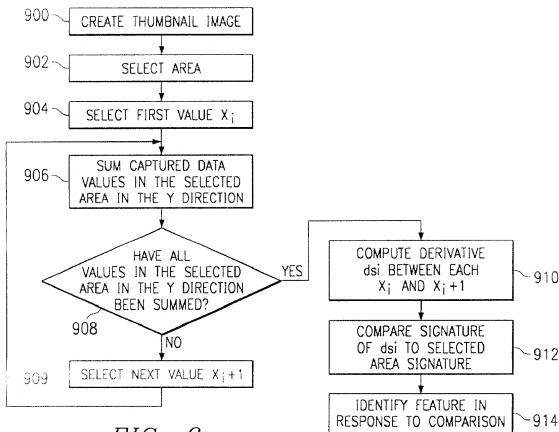 900
CREATE THUMBNAIL IMAGE
902
SELECT AREA
904
SELECT FIRST VALUE Xi
906
SUM CAPTURED DATA
VALUES IN THE SELECTED
AREA IN THE Y DIRECTION
HAVE ALL
VALUES IN THE SELECTED
AREA IN THE Y DIRECTION
BEEN SUMMED?
908
YES
NO
909
SELECT NEXT VALUE Xi+1
COMPUTE DERIVATIVE
dsi BETWEEN EACH
Xi AND Xi+1
910
COMPARE SIGNATURE
OF dsi TO SELECTED
AREA SIGNATURE
912
IDENTIFY FEATURE IN
RESPONSE TO COMPARISON
914
FIG.